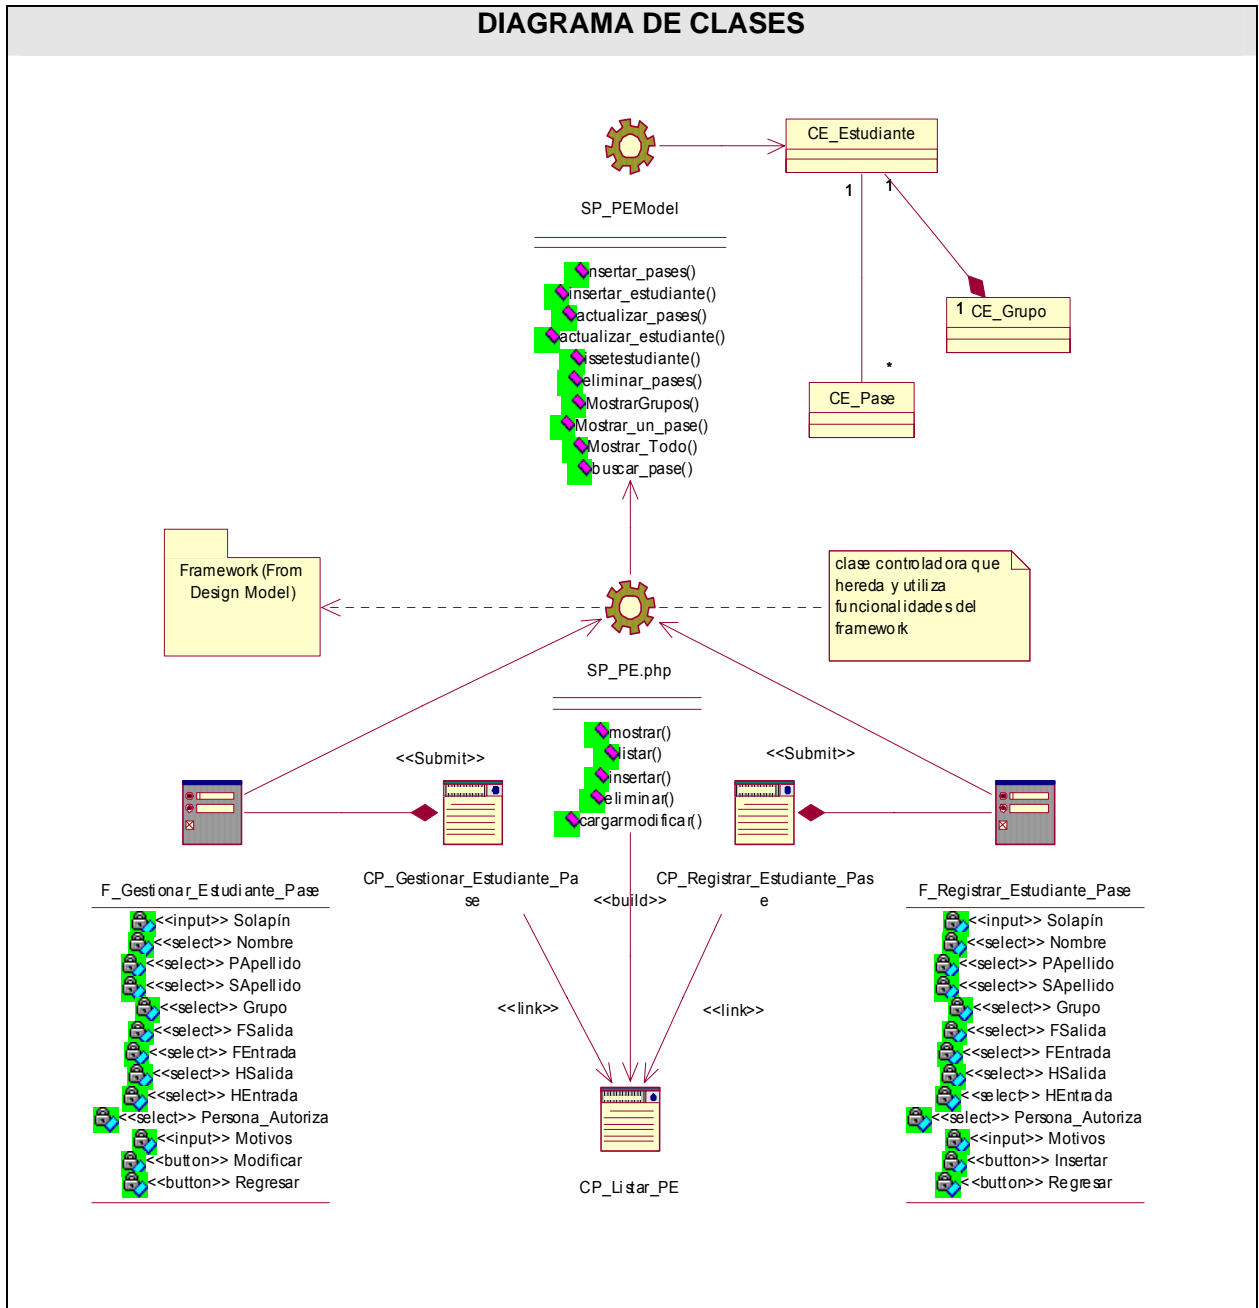 DIAGRAMA DE CLASES
CE_Estudiante
SP_PEModel
1
1
nsertar_pases()
insertar_estudiante()
actualizar_pases()
actualizar_estudiante()
issetestudiante()
eliminar_pases()
MostrarGrupos()
Mostrar_un_pase()
Mostrar_Todo()
buscar_pase()
1 CE_Grupo
*
CE_Pase
Framework (From
Design Model)
clase controladora que
hereda y utiliza
funcionalidades del
framework
SP_PE.php
mostrar()
listar()
insertar()
eliminar()
cargarmodificar()
<<Submit>>
<<Submit>>
CP_Gestionar_Estudiante_Pa
se
<<build>>
CP_Registrar_Estudiante_Pas
e
F_Gestionar_Estudiante_Pase
<<input>> Solapín
<<select>> Nombre
<<select>> PApellido
<<select>> SApellido
<<select>> Grupo
<<select>> FSalida
<<select>> FEntrada
<<select>> HSalida
<<select>> HEntrada
<<select>> Persona_Autoriza
<<input>> Motivos
<<button>> Modificar
<<button>> Regresar
<<link>>
<<link>>
CP_Listar_PE
F_Registrar_Estudiante_Pase
<<input>> Solapín
<<select>> Nombre
<<select>> PApellido
<<select>> SApellido
<<select>> Grupo
<<select>> FSalida
<<select>> FEntrada
<<select>> HSalida
<<select>> HEntrada
<<select>> Persona_Autoriza
<<input>> Motivos
<<button>> Insertar
<<button>> Regresar